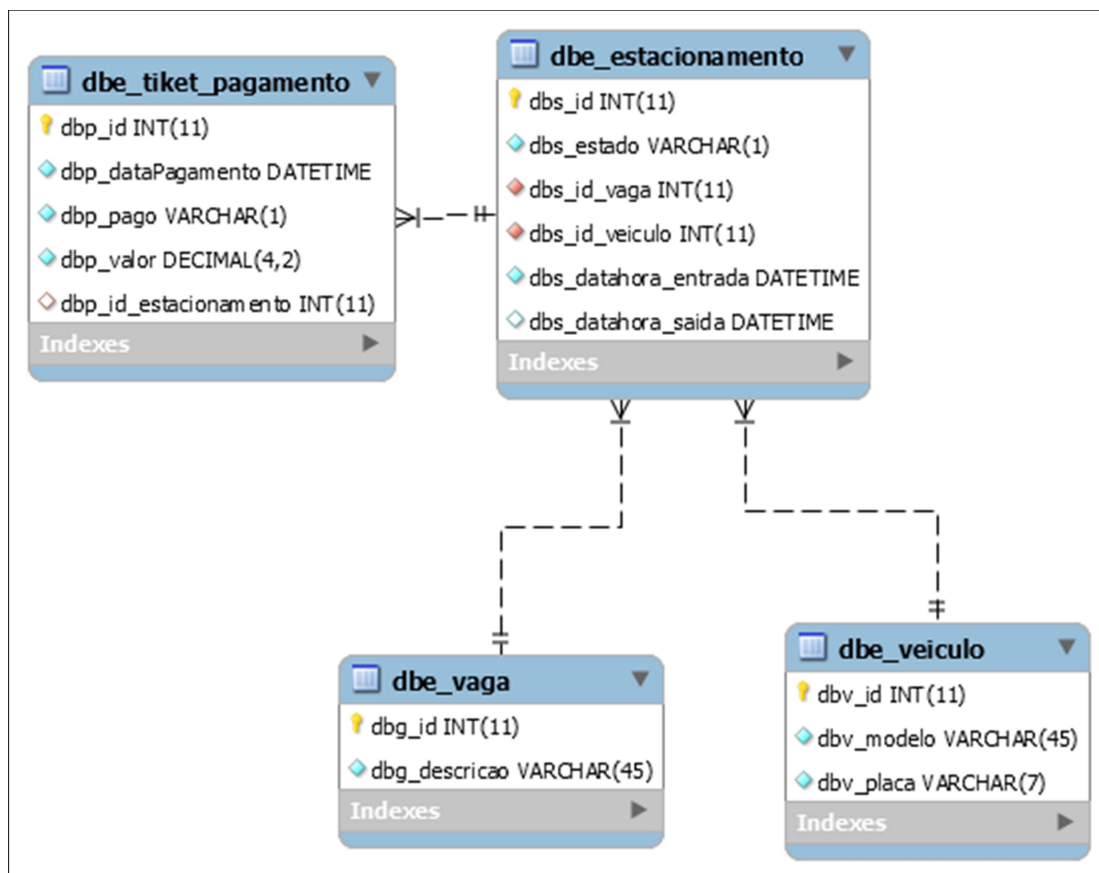 dbe_tiket_pagamento
dbp_id INT(11)
dbp_dataPagamento DATETIME
dbp_pago VARCHAR(1)
dbp_valor DECIMAL(4,2)
dbp_id_estacionamento INT(11)
Indexes
dbe_estacionamento
dbs_id INT(11)
dbs_estado VARCHAR(1)
dbs_id_vaga INT(11)
dbs_id_veiculo INT(11)
dbs_datahora_entrada DATETIME
dbs_datahora_saida DATETIME
Indexes
dbe_vaga
dbg_id INT(11)
dbg_descricao VARCHAR(45)
Indexes
dbe_veiculo
dbv_id INT(11)
dbv_modelo VARCHAR(45)
dbv_placa VARCHAR(7)
Indexes